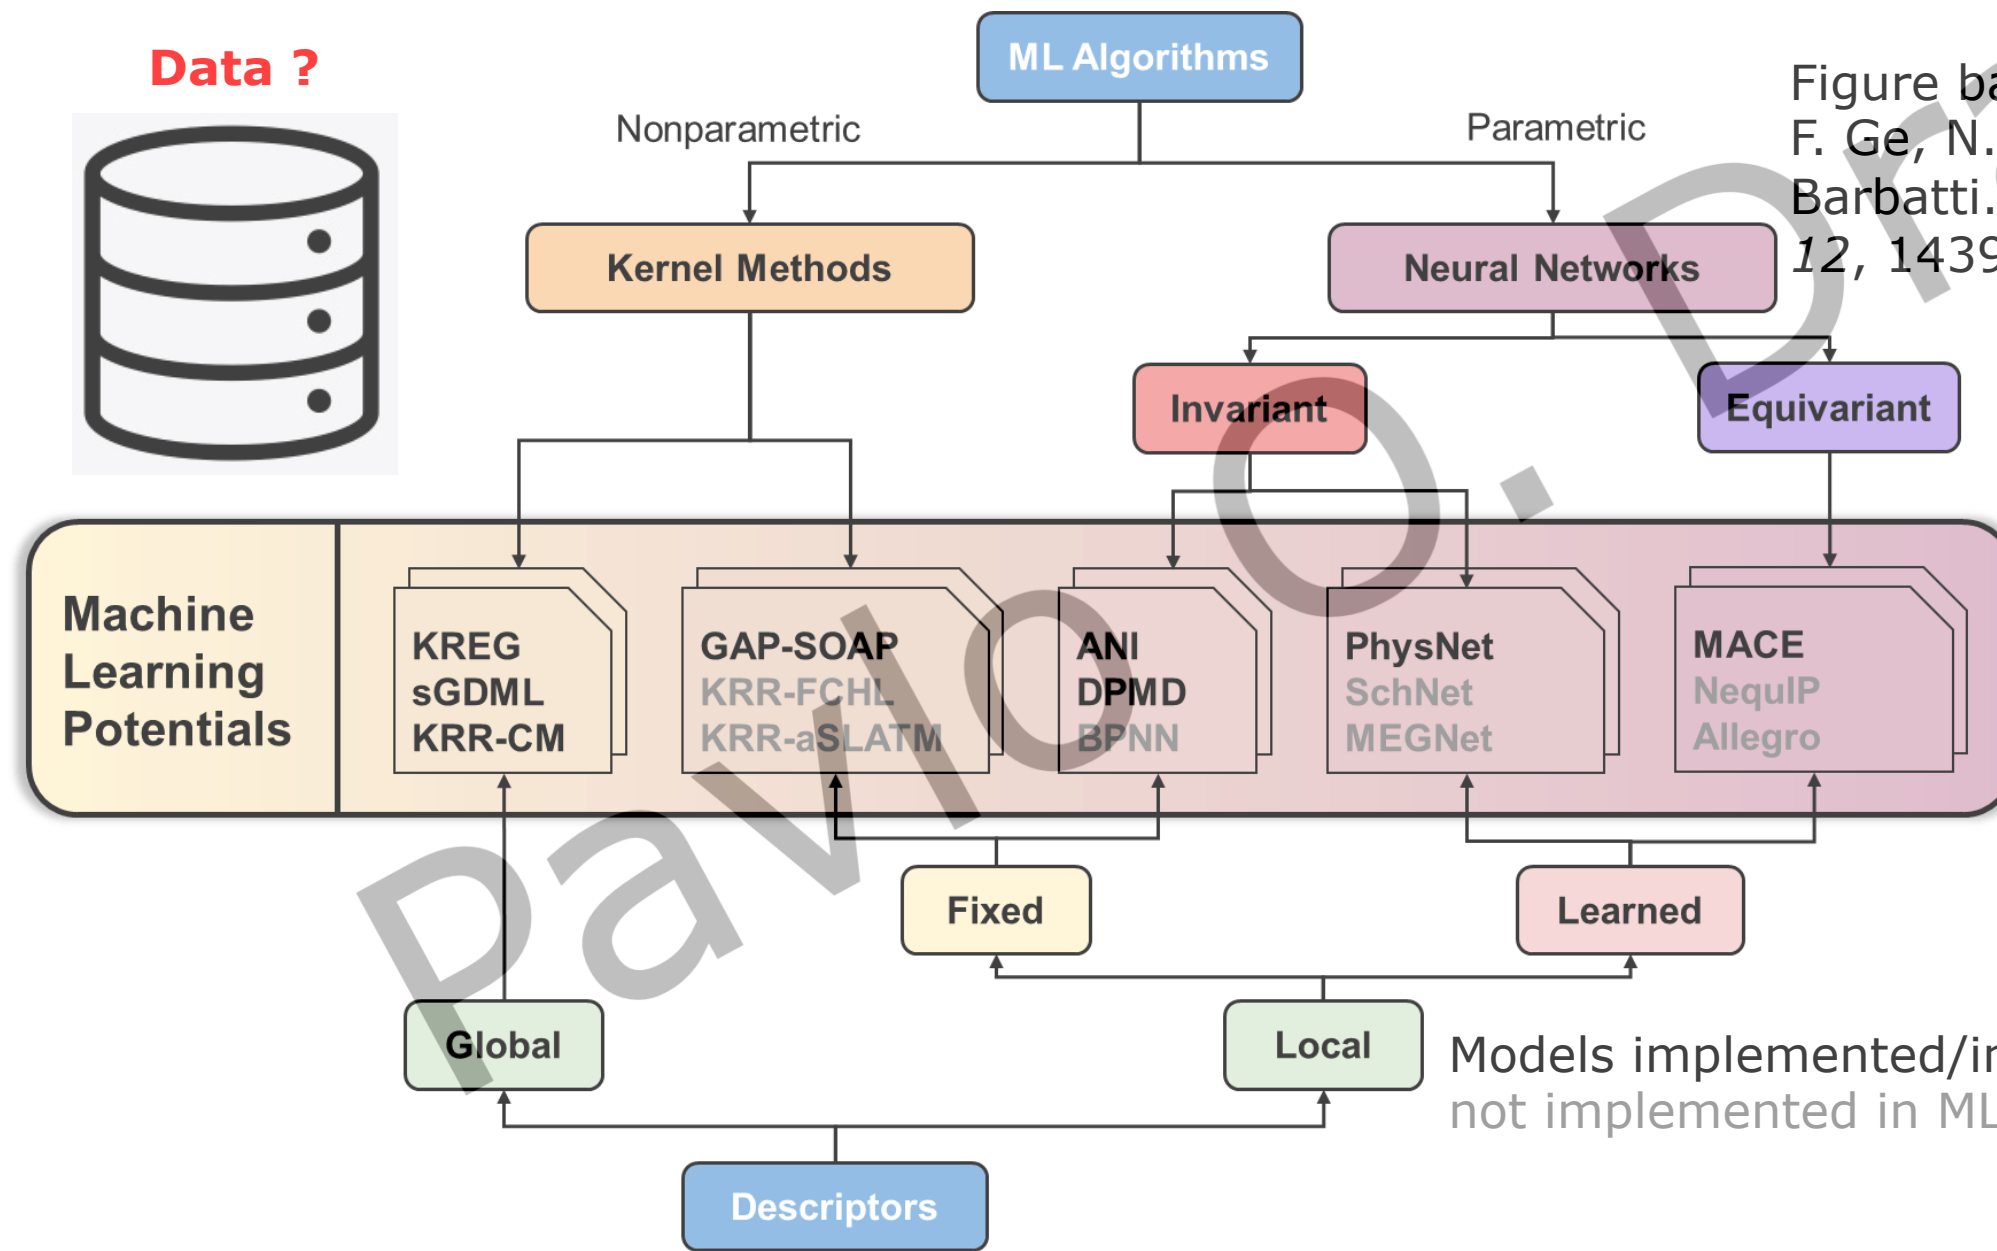 Data ?
ML Algorithms
Nonparametric
Parametric
Figure
F. Ge, N.
Barbatti.
12, 1439
Kernel Methods
Neural Networks
Invariant
Equivariant
Machine
Learning
Potentials
KREG
sGDML
KRR-CM
GAP-SOAP
KRR-FCHL
KRR-aSLATM
ANI
DPMD
BPNN
PhysNet
SchNet
MEGNet
MACE
NequIP
Allegro
Fixed
Learned
Global
Local
Models implemented/
not implemented in ML
Descriptors
Pavlo O.